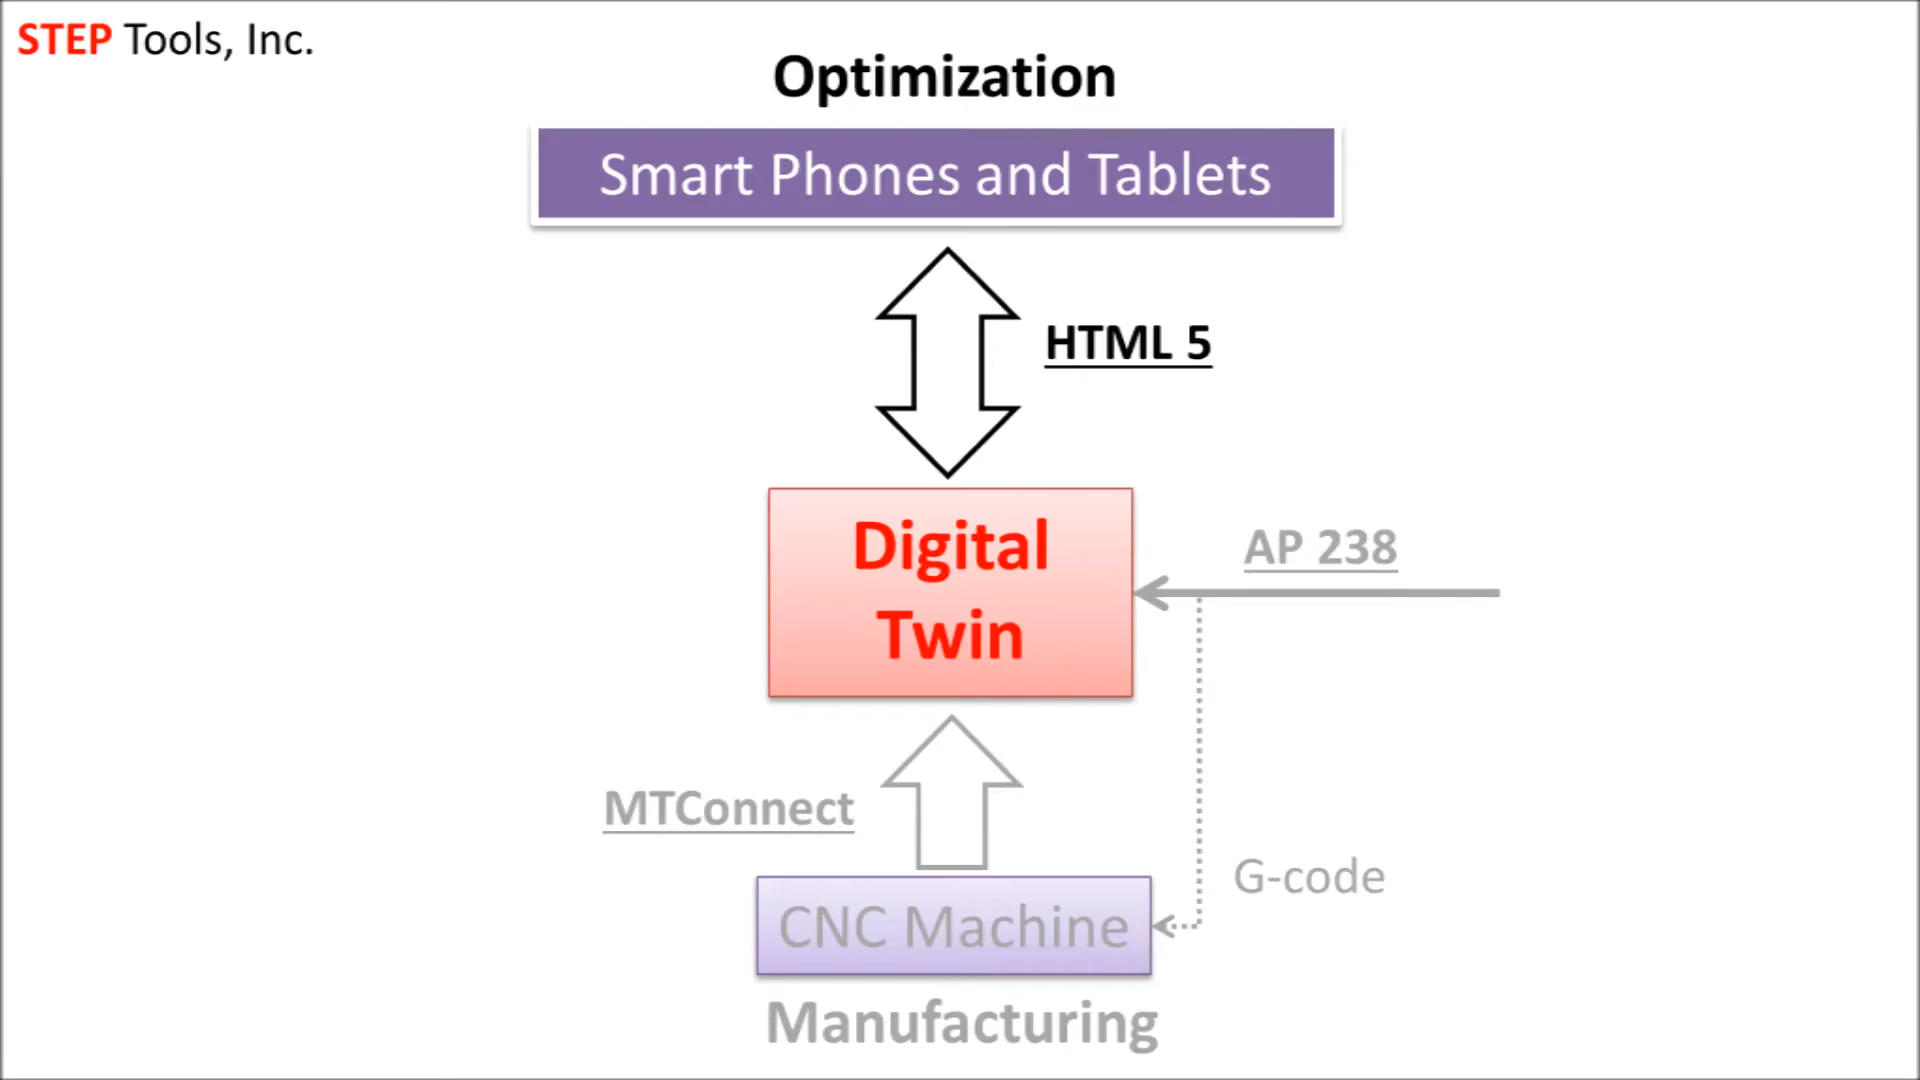 STEP Tools, Inc.
Optimization
Smart Phones and Tablets
HTML 5
Digital
Twin
AP 238
MTConnect
G-code
CNC Machine
Manufacturing